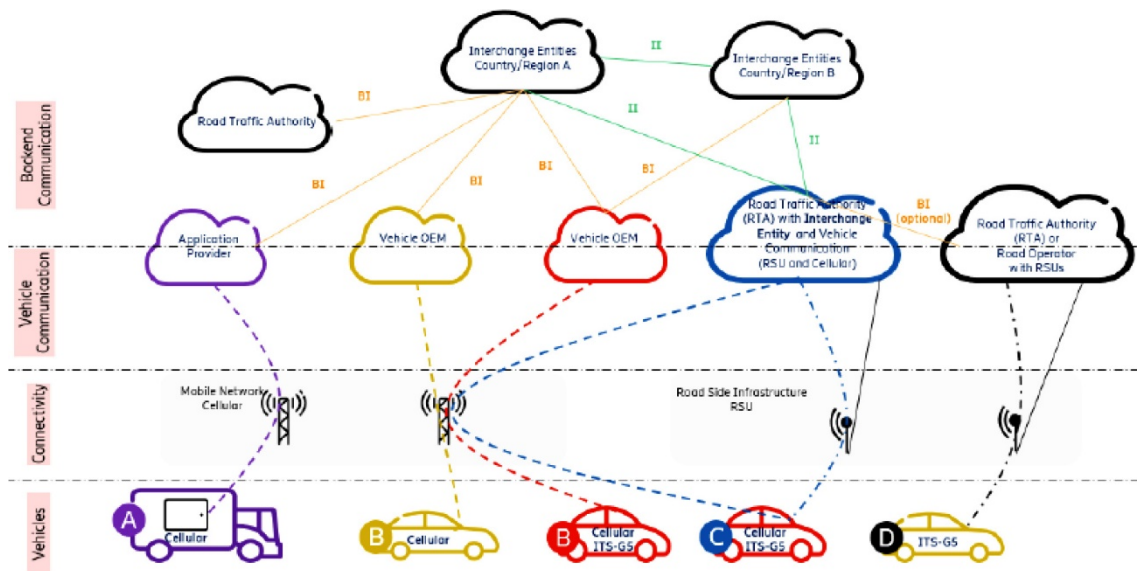 Interchange Entities
Country/Region A
II
Interchange Entities
Country/Region B
BI
Road Traffic Authority
II
II
BI
BI
BI
BI
Bockend
Communication
Application
Provider
Vehicle OEM
Vehicle OEM
Road Traffic Authority
(RTA) with Interchange
Entity and Vehicle
Communication
(RSU and Cellular)
BI
(optional)
Road Traffic Authority
(RTA) or
Road Operator
with RSUs
Vehicle
Communication
Connectivity
Mobile Network
Cellular
Road Side Infrastructure
RSU
Vehicles
A
Cellular
B
Cellular
B
Cellular
ITS-G5
C
Cellular
ITS-G5
D
ITS-G5